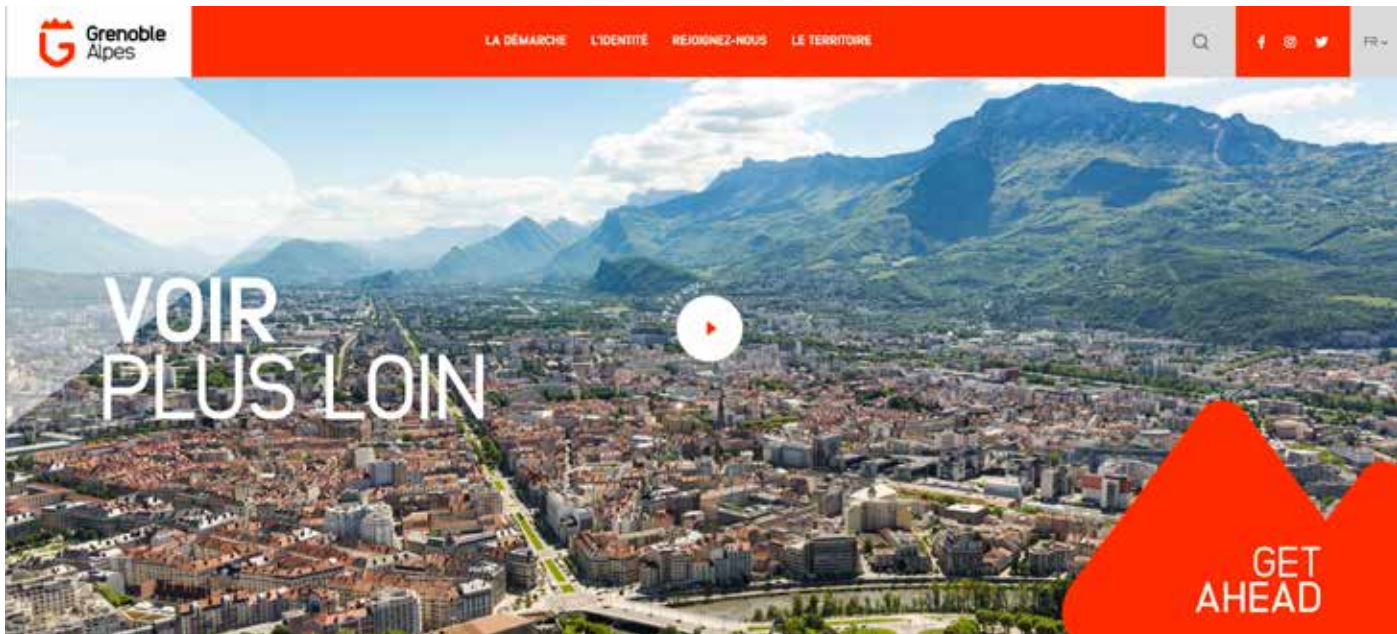 Grenoble
Alpes
LA DÉMARCHE L'IDENTITÉ REJOIGNEZ-NOUS LE TERRITOIRE
FR
VOIR
PLUS LOIN
GET
AHEAD